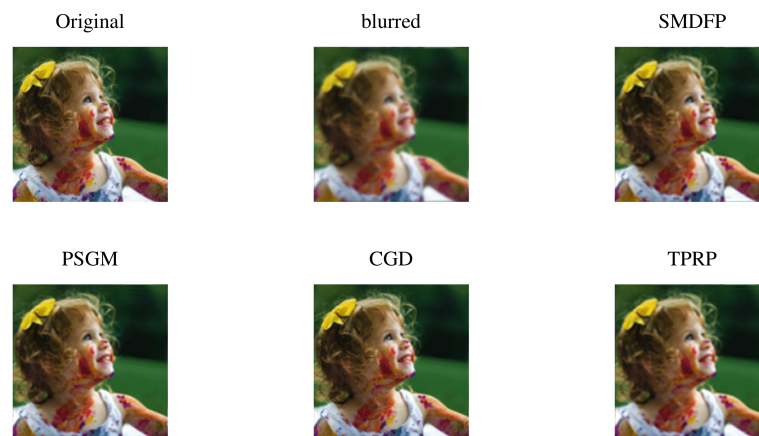 Original
blurred
SMDFP
PSGM
CGD
TPRP